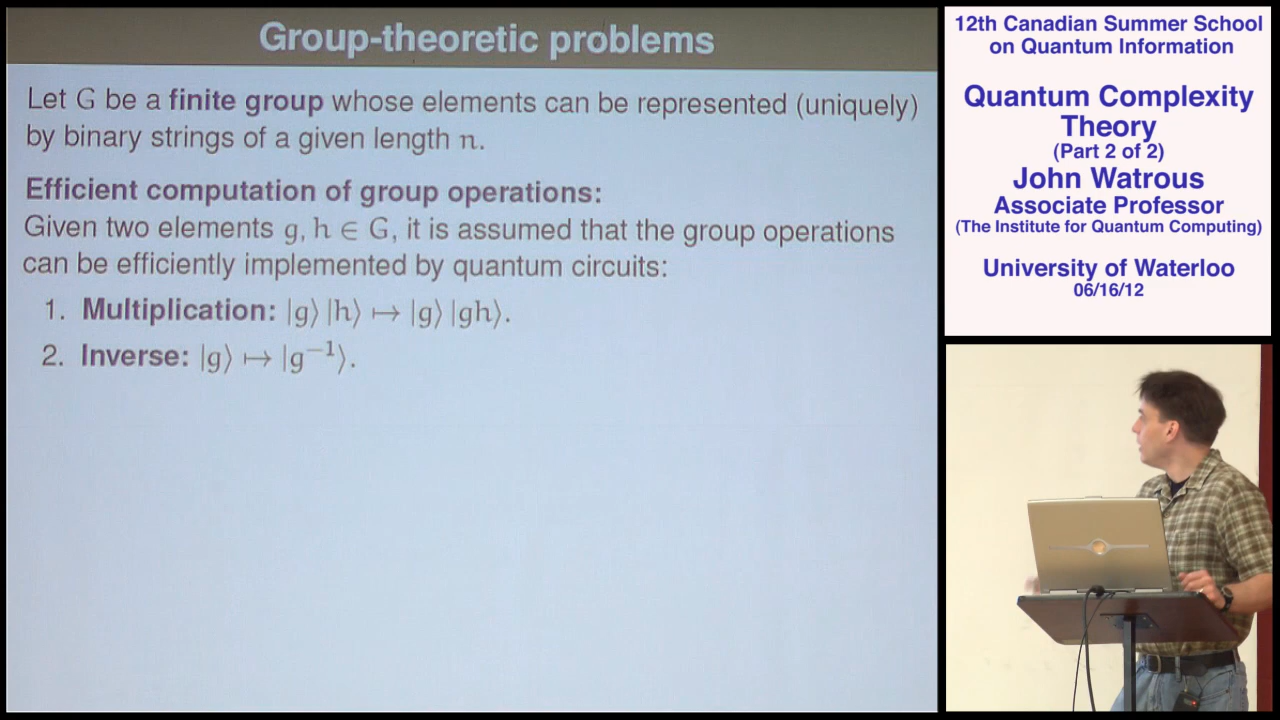 Group-theoretic problems
Let G be a finite group whose elements can be represented (uniquely)
by binary strings of a given length n.
Efficient computation of group operations:
Given two elements g, h ∈ G, it is assumed that the group operations
can be efficiently implemented by quantum circuits:
1. Multiplication: |g⟩ |h⟩ ↦ |g⟩ |gh⟩.
2. Inverse: |g⟩ ↦ |g⁻¹⟩.
12th Canadian Summer School
on Quantum Information
Quantum Complexity
Theory
(Part 2 of 2)
John Watrous
Associate Professor
(The Institute for Quantum Computing)
University of Waterloo
06/16/12